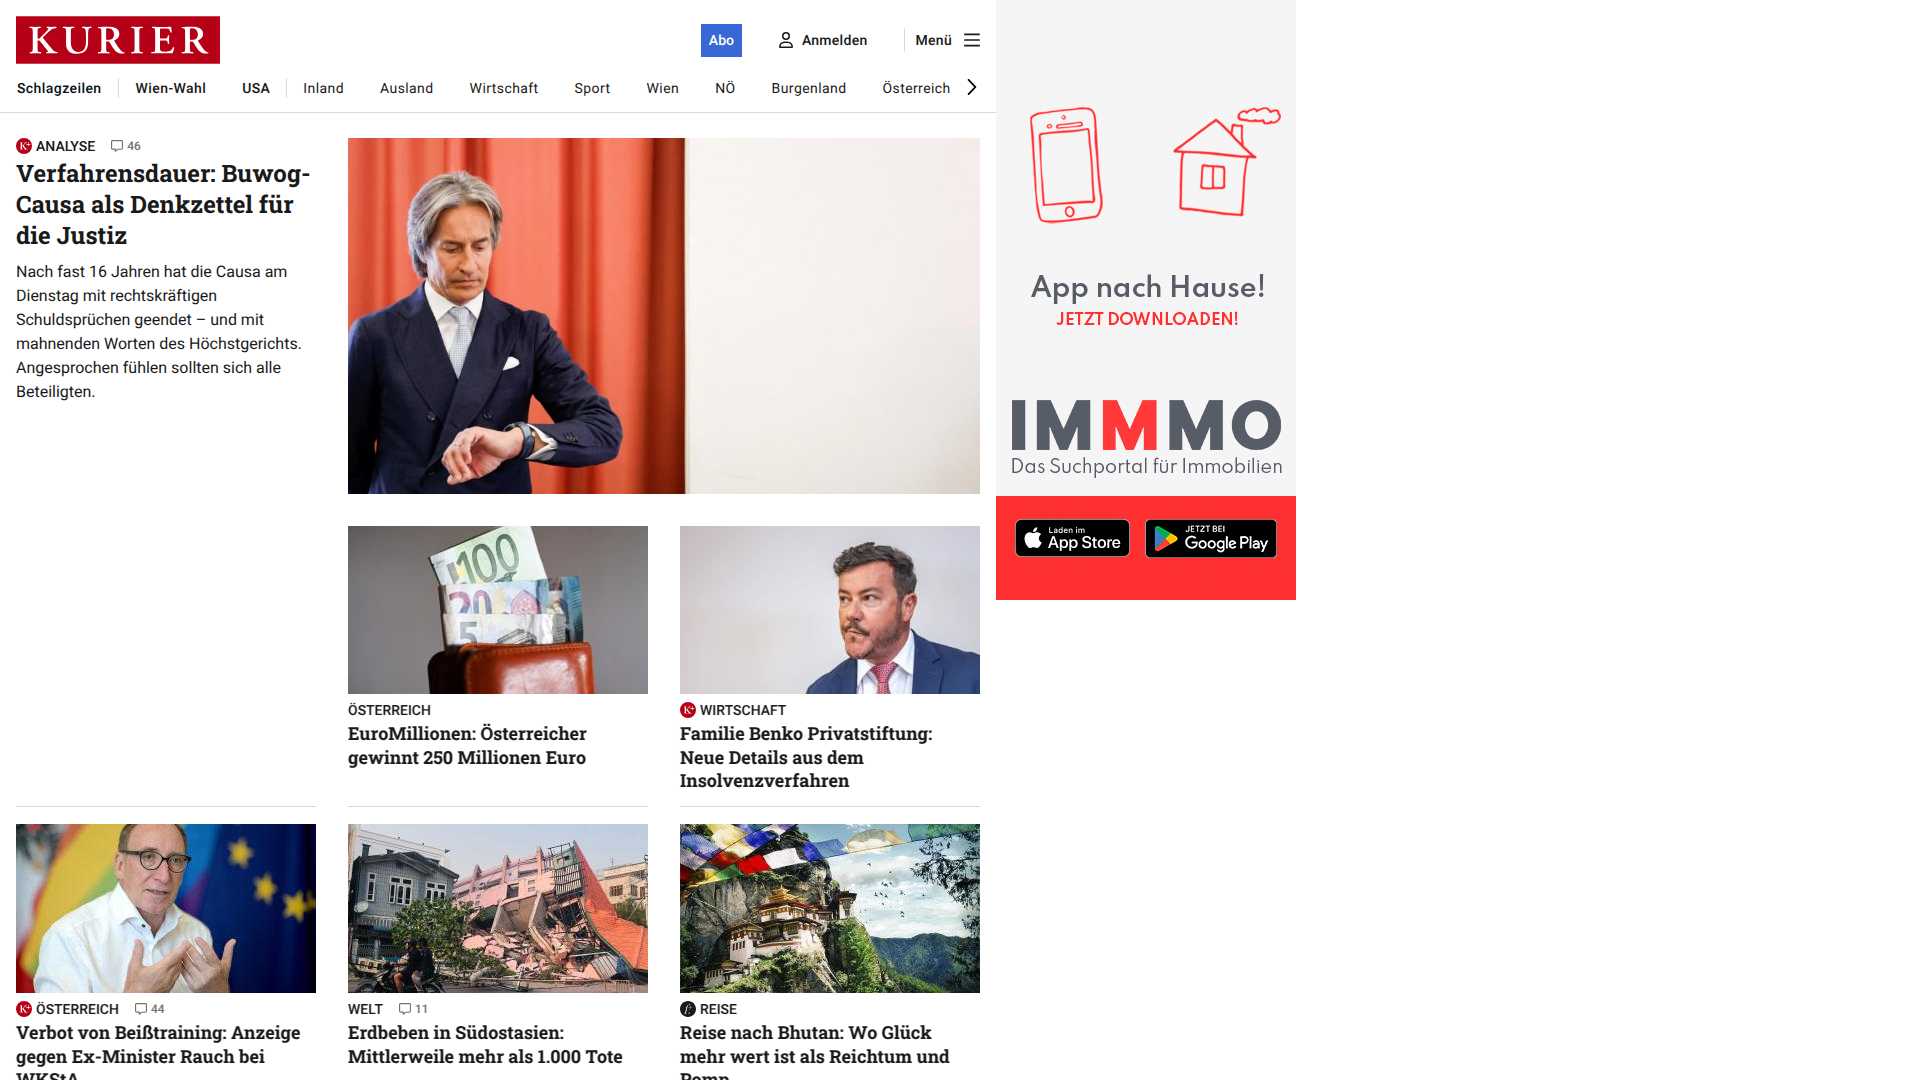 KURIER
Abo
Anmelden
Menü
Schlagzeilen
Wien-Wahl
USA
Inland
Ausland
Wirtschaft
Sport
Wien
NÖ
Burgenland
Österreich
ANALYSE
46
Verfahrensdauer: Buwog-
Causa als Denkzettel für
die Justiz
Nach fast 16 Jahren hat die Causa am
Dienstag mit rechtskräftigen
Schuldsprüchen geendet – und mit
mahnenden Worten des Höchstgerichts.
Angesprochen fühlen sollten sich alle
Beteiligten.
100
20
5
ÖSTERREICH
EuroMillionen: Österreicher
gewinnt 250 Millionen Euro
K+
WIRTSCHAFT
Familie Benko Privatstiftung:
Neue Details aus dem
Insolvenzverfahren
K+
ÖSTERREICH
44
Verbot von Beißtraining: Anzeige
gegen Ex-Minister Rauch bei
WKStA
WELT
11
Erdbeben in Südostasien:
Mittlerweile mehr als 1.000 Tote
REISE
Reise nach Bhutan: Wo Glück
mehr wert ist als Reichtum und
Pomp
App nach Hause!
JETZT DOWNLOADEN!
IMMMO
Das Suchportal für Immobilien
Laden im
App Store
JETZT BEI
Google Play